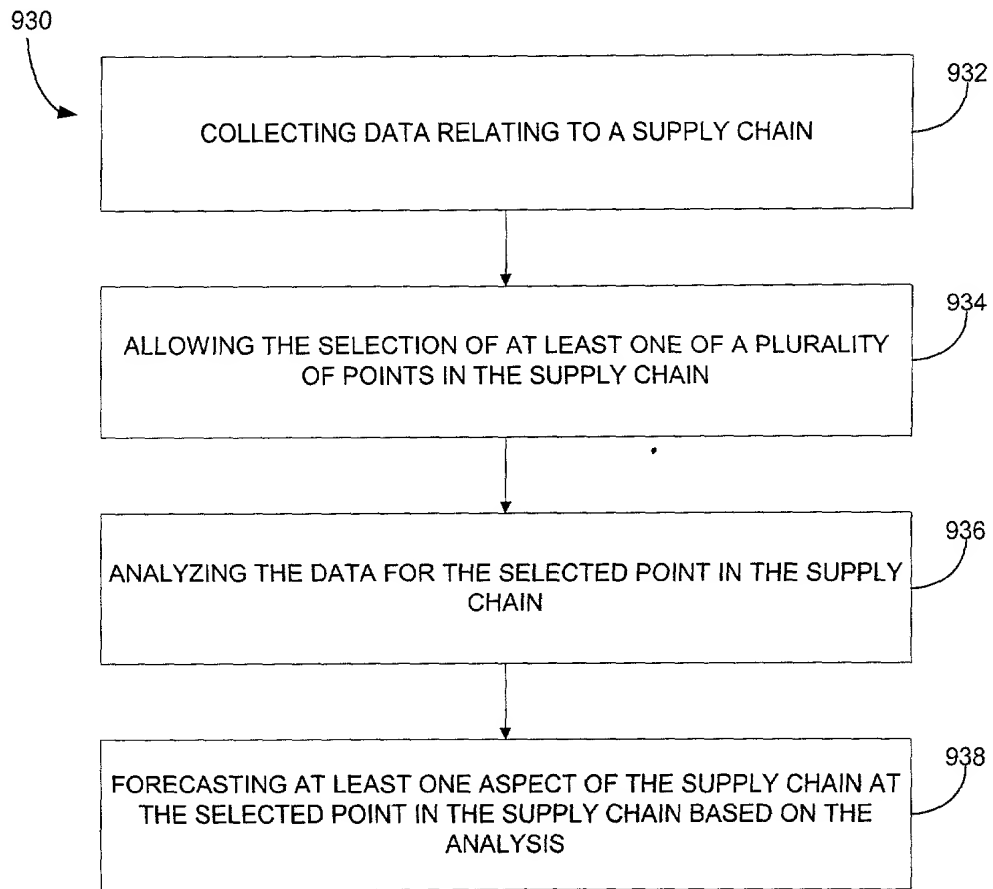 930
932
COLLECTING DATA RELATING TO A SUPPLY CHAIN
934
ALLOWING THE SELECTION OF AT LEAST ONE OF A PLURALITY
OF POINTS IN THE SUPPLY CHAIN
936
ANALYZING THE DATA FOR THE SELECTED POINT IN THE SUPPLY
CHAIN
938
FORECASTING AT LEAST ONE ASPECT OF THE SUPPLY CHAIN AT
THE SELECTED POINT IN THE SUPPLY CHAIN BASED ON THE
ANALYSIS